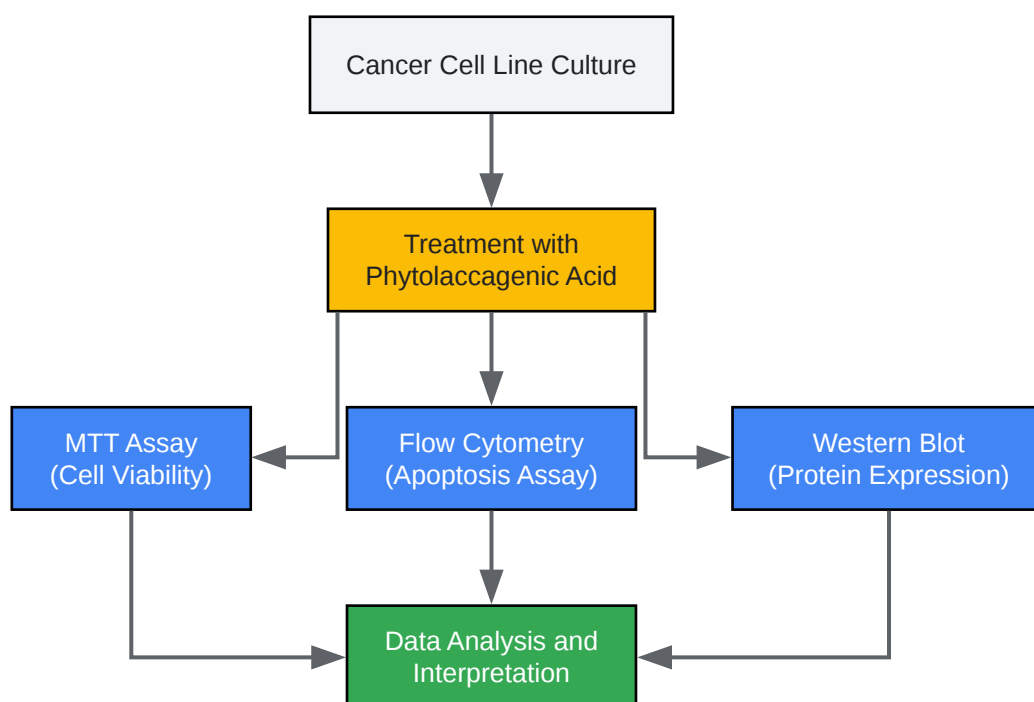 Cancer Cell Line Culture
Treatment with
Phytolaccagenic Acid
MTT Assay
(Cell Viability)
Flow Cytometry
(Apoptosis Assay)
Western Blot
(Protein Expression)
Data Analysis and
Interpretation